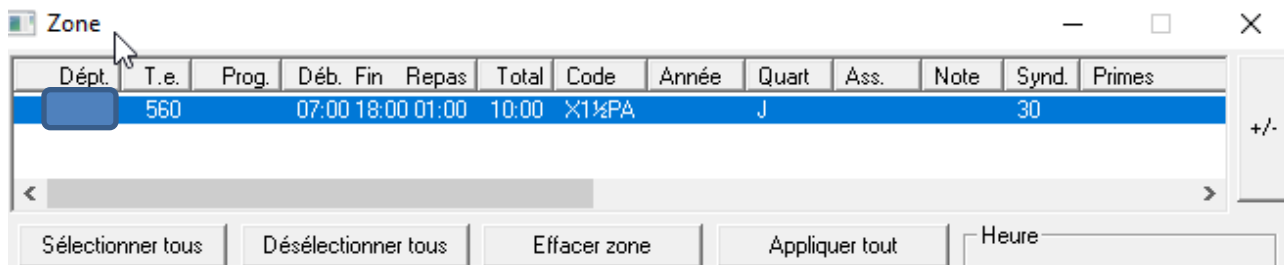 Zone
Dépt. T.e. Prog. Déb. Fin Repas Total Code Année Quart Ass. Note Synd. Primes
560 07:00 18:00 01:00 10:00 X1½PA J 30
+/-
Sélectionner tous Désélectionner tous Effacer zone Appliquer tout Heure